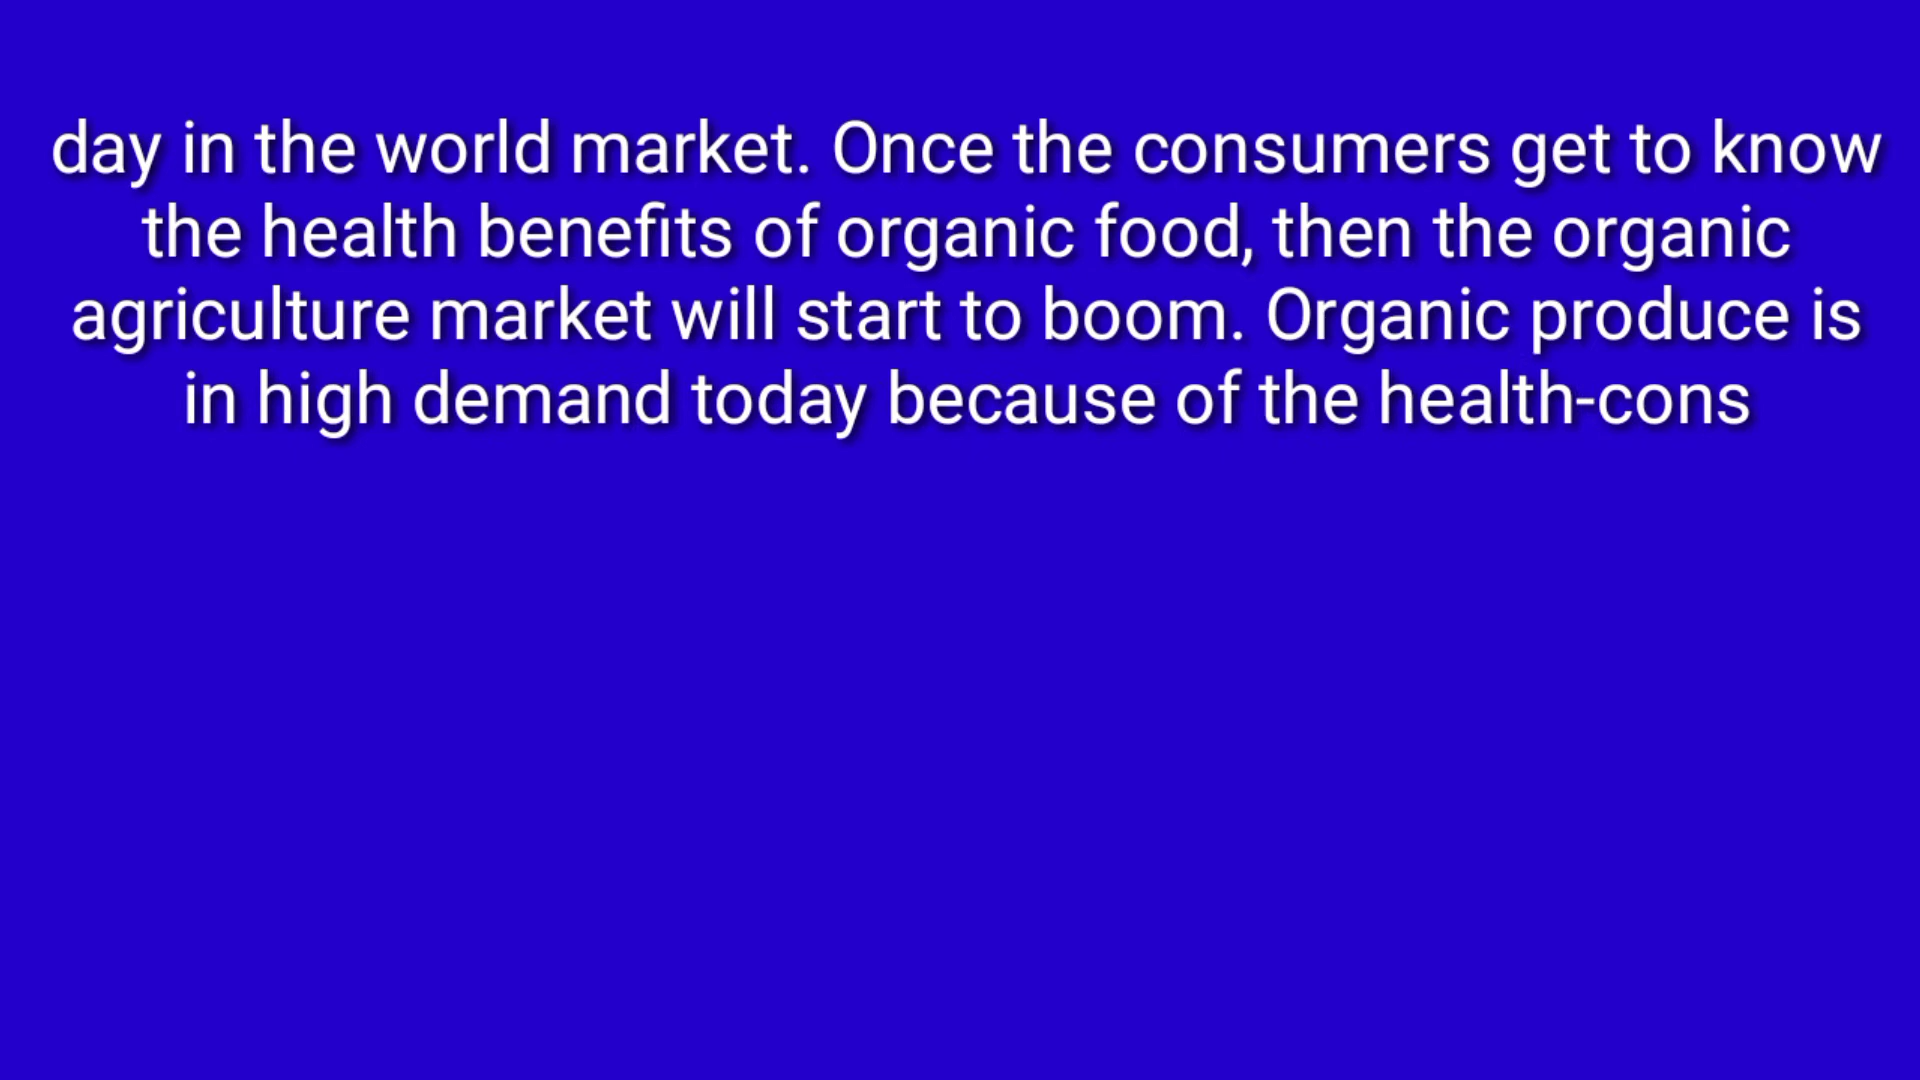 day in the world market. Once the consumers get to know
the health benefits of organic food, then the organic
agriculture market will start to boom. Organic produce is
in high demand today because of the health-cons